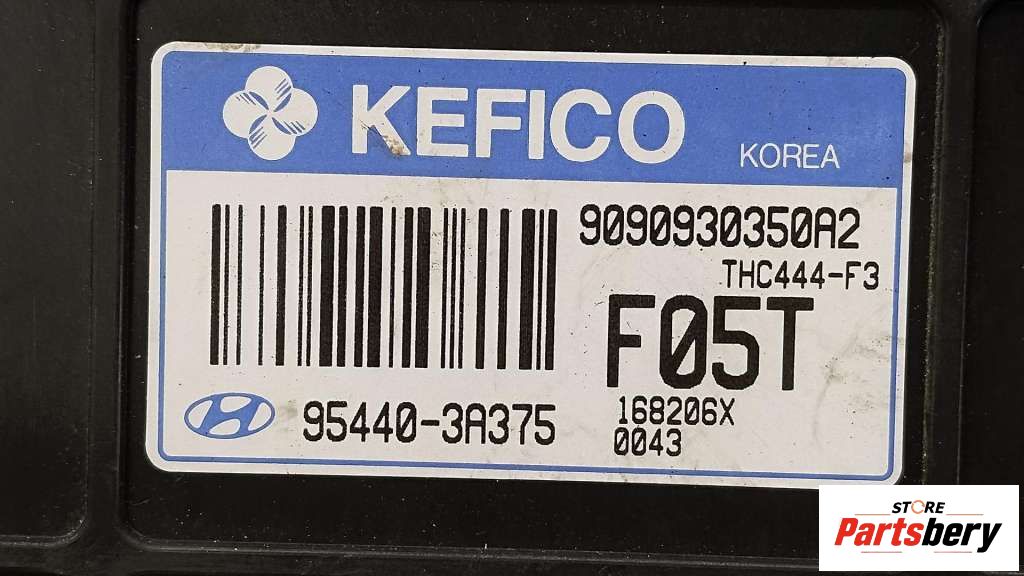 KEFICO
KOREA
9090930350A2
THC444-F3
F05T
95440-3A375
168206X
0043
STORE
Partsbery